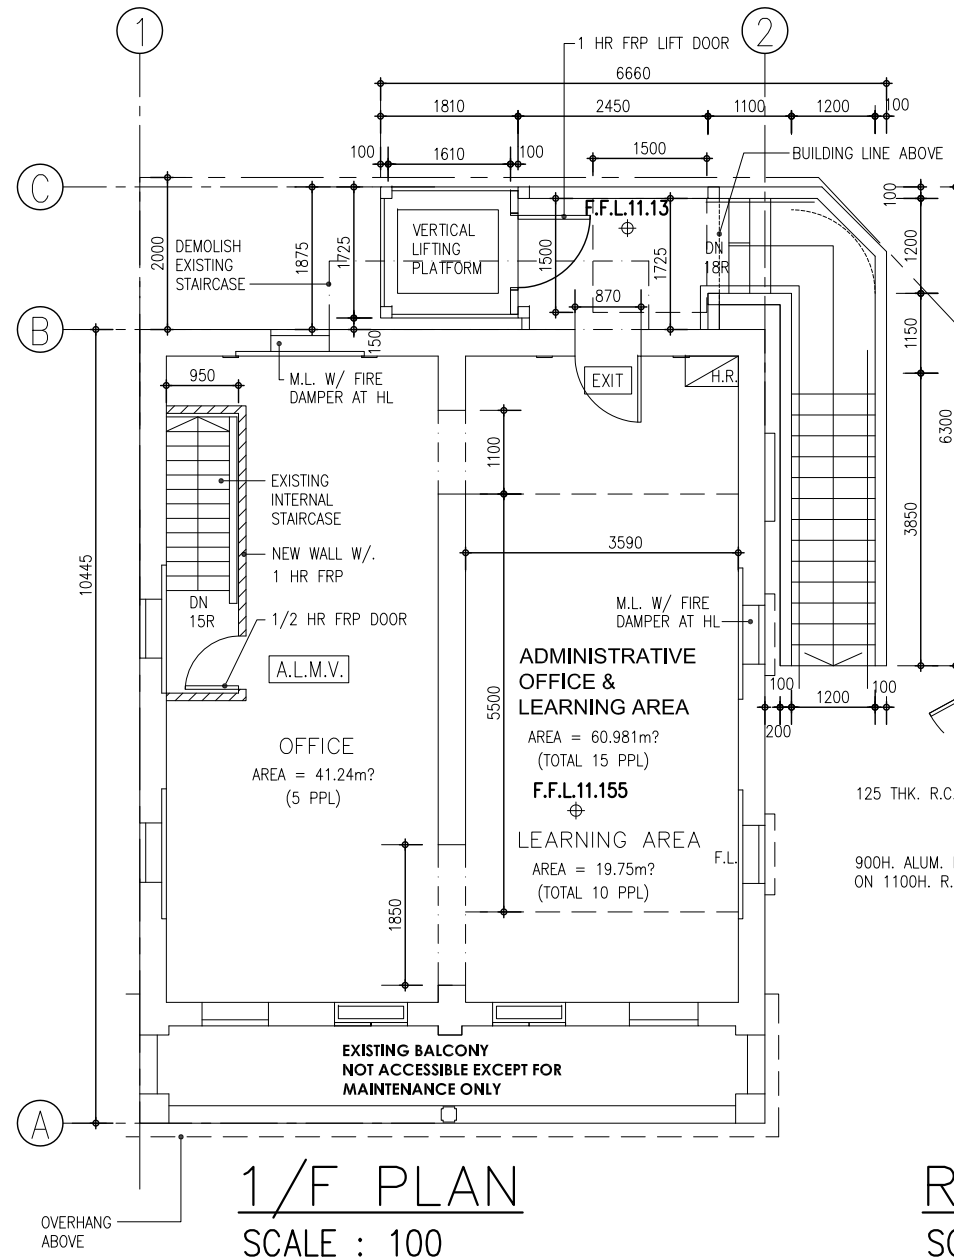 1
2
1 HR FRP LIFT DOOR
6660
1810
2450
1100
1200
100
100
1610
100
1500
BUILDING LINE ABOVE
C
2000
DEMOLISH
EXISTING
STAIRCASE
1875
1725
VERTICAL
LIFTING
PLATFORM
1500
F.F.L.11.13
1725
DN
18R
100
1200
870
B
150
1150
950
M.L. W/ FIRE
DAMPER AT HL
EXIT
H.R.
6300
1100
EXISTING
INTERNAL
STAIRCASE
3850
10445
NEW WALL W/.
1 HR FRP
3590
DN
15R
1/2 HR FRP DOOR
M.L. W/ FIRE
DAMPER AT HL
A.L.M.V.
ADMINISTRATIVE
OFFICE &
LEARNING AREA
5500
100
1200
100
200
OFFICE
AREA = 41.24m?
(5 PPL)
AREA = 60.981m?
(TOTAL 15 PPL)
F.F.L.11.155
125 THK. R.C.
LEARNING AREA
F.L.
AREA = 19.75m?
(TOTAL 10 PPL)
900H. ALUM.
ON 1100H. R.
1850
EXISTING BALCONY
NOT ACCESSIBLE EXCEPT FOR
MAINTENANCE ONLY
A
OVERHANG
ABOVE
1/F PLAN
SCALE : 100
R
SC